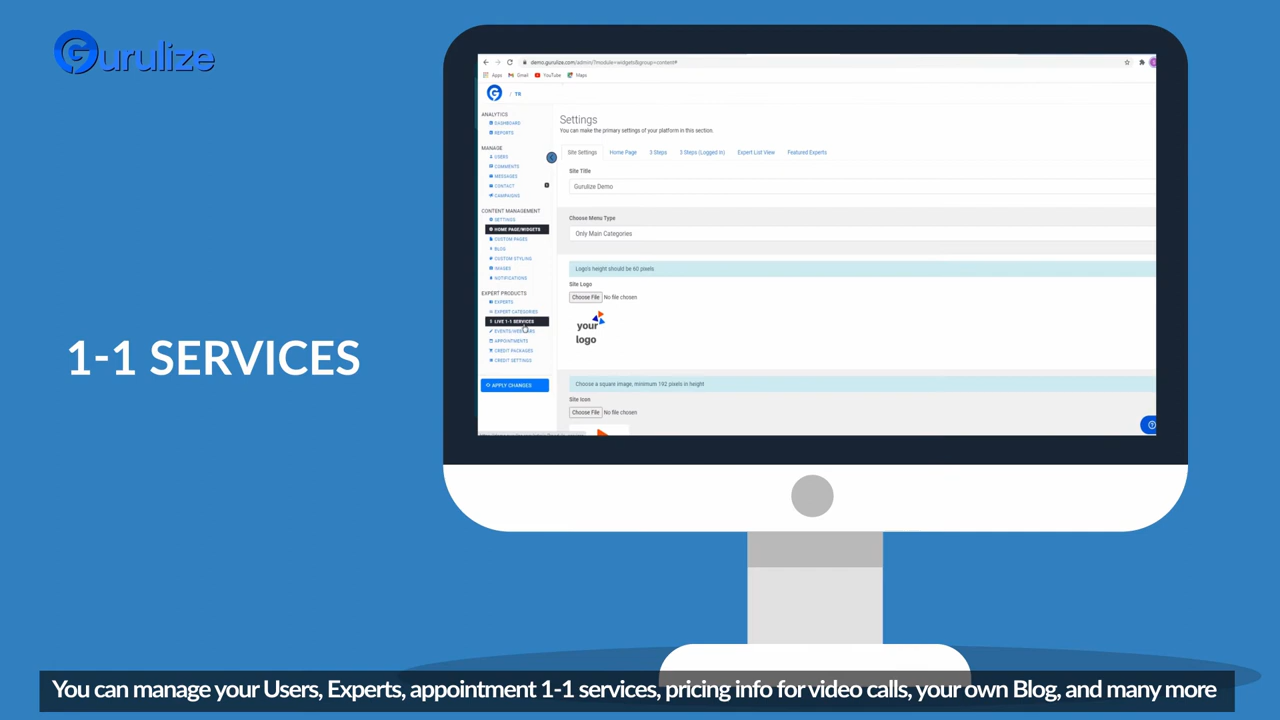 Gurulize
demo.gurulize.com/admin/?module=widgets&group=content#
Apps Gmail YouTube Maps
/ TR
ANALYTICS
DASHBOARD
REPORTS
MANAGE
USERS
COMMENTS
MESSAGES
CONTACT
CAMPAIGNS
CONTENT MANAGEMENT
SETTINGS
HOME PAGE/WIDGETS
CUSTOM PAGES
BLOG
CUSTOM STYLING
IMAGES
NOTIFICATIONS
EXPERT PRODUCTS
EXPERTS
EXPERT CATEGORIES
LIVE 1-1 SERVICES
EVENTS/WEBINARS
APPOINTMENTS
CREDIT PACKAGES
CREDIT SETTINGS
APPLY CHANGES
Settings
You can make the primary settings of your platform in this section.
Site Settings Home Page 3 Steps 3 Steps (Logged In) Expert List View Featured Experts
Site Title
Gurulize Demo
Choose Menu Type
Only Main Categories
Logo's height should be 60 pixels
Site Logo
Choose File No file chosen
your
logo
Choose a square image, minimum 192 pixels in height
Site Icon
Choose File No file chosen
1-1 SERVICES
You can manage your Users, Experts, appointment 1-1 services, pricing info for video calls, your own Blog, and many more